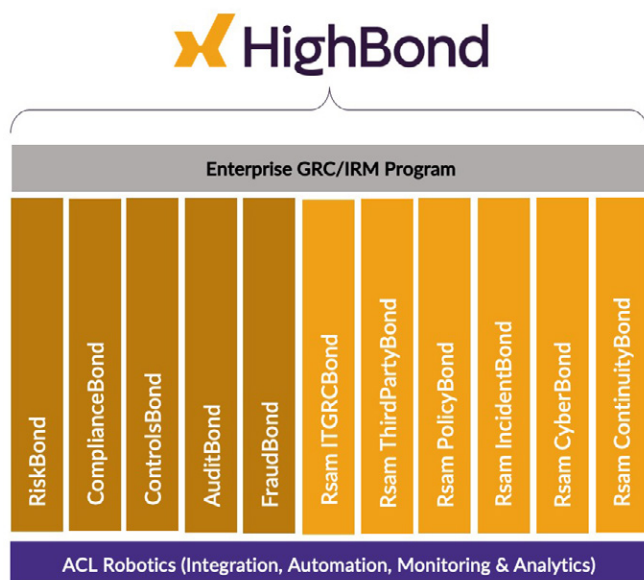 HighBond
Enterprise GRC/IRM Program
RiskBond
ComplianceBond
ControlsBond
AuditBond
FraudBond
Rsam ITGRCBond
Rsam ThirdPartyBond
Rsam PolicyBond
Rsam IncidentBond
Rsam CyberBond
Rsam ContinuityBond
ACL Robotics (Integration, Automation, Monitoring & Analytics)